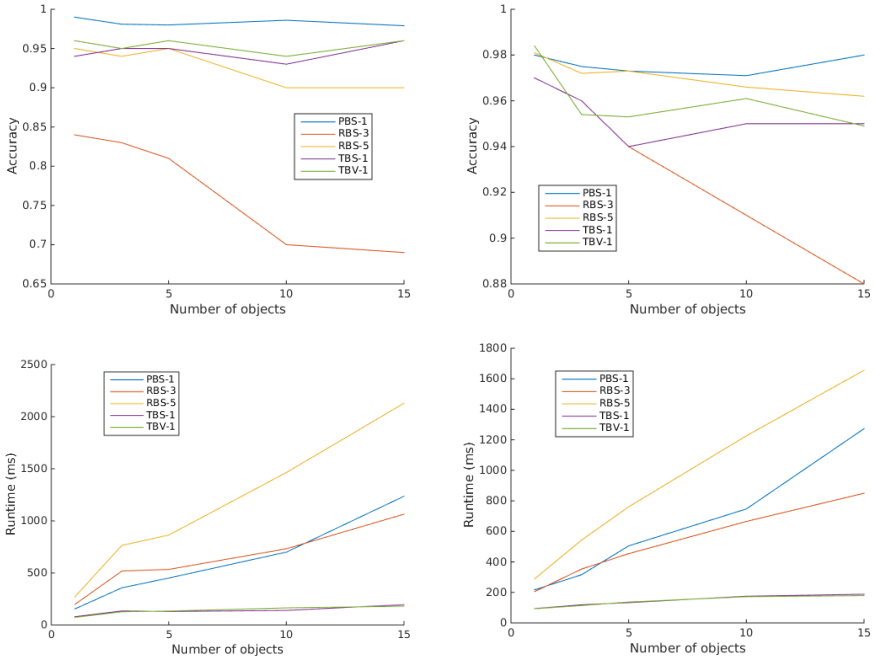 1
0.95
0.9
0.85
0.8
0.75
0.7
0.65
Accuracy
0
5
10
15
Number of objects
PBS-1
RBS-3
RBS-5
TBS-1
TBV-1
1
0.98
0.96
0.94
0.92
0.9
0.88
Accuracy
0
5
10
15
Number of objects
PBS-1
RBS-3
RBS-5
TBS-1
TBV-1
2500
2000
1500
1000
500
0
Runtime (ms)
0
5
10
15
Number of objects
PBS-1
RBS-3
RBS-5
TBS-1
TBV-1
1800
1600
1400
1200
1000
800
600
400
200
0
Runtime (ms)
0
5
10
15
Number of objects
PBS-1
RBS-3
RBS-5
TBS-1
TBV-1